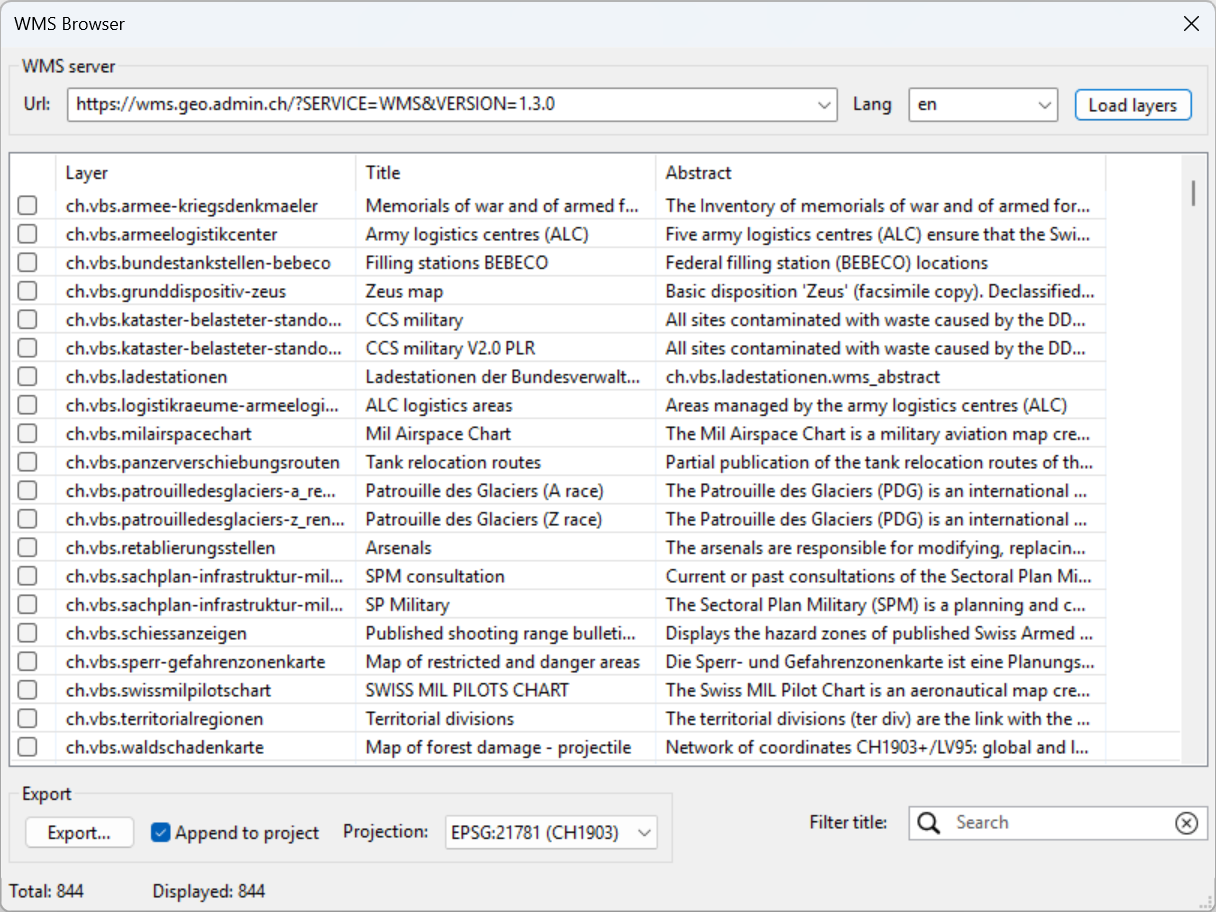 WMS Browser
WMS server
Url: https://wms.geo.admin.ch/?SERVICE=WMS&VERSION=1.3.0 Lang en Load layers
Layer Title Abstract
ch.vbs.armee-kriegsdenkmaeler Memorials of war and of armed f... The Inventory of memorials of war and of armed for...
ch.vbs.armeelogistikcenter Army logistics centres (ALC) Five army logistics centres (ALC) ensure that the Swi...
ch.vbs.bundestankstellen-bebeco Filling stations BEBECO Federal filling station (BEBECO) locations
ch.vbs.grunddispositiv-zeus Zeus map Basic disposition 'Zeus' (facsimile copy). Declassified...
ch.vbs.kataster-belasteter-stando... CCS military All sites contaminated with waste caused by the DD...
ch.vbs.kataster-belasteter-stando... CCS military V2.0 PLR All sites contaminated with waste caused by the DD...
ch.vbs.ladestationen Ladestationen der Bundesverwalt... ch.vbs.ladestationen.wms_abstract
ch.vbs.logistikraeume-armeelogi... ALC logistics areas Areas managed by the army logistics centres (ALC)
ch.vbs.milairspacechart Mil Airspace Chart The Mil Airspace Chart is a military aviation map cre...
ch.vbs.panzerverschiebungsrouten Tank relocation routes Partial publication of the tank relocation routes of th...
ch.vbs.patrouilledesglaciers-a_re... Patrouille des Glaciers (A race) The Patrouille des Glaciers (PDG) is an international ...
ch.vbs.patrouilledesglaciers-z_ren... Patrouille des Glaciers (Z race) The Patrouille des Glaciers (PDG) is an international ...
ch.vbs.retablierungsstellen Arsenals The arsenals are responsible for modifying, replacin...
ch.vbs.sachplan-infrastruktur-mil... SPM consultation Current or past consultations of the Sectoral Plan Mi...
ch.vbs.sachplan-infrastruktur-mil... SP Military The Sectoral Plan Military (SPM) is a planning and c...
ch.vbs.schiessanzeigen Published shooting range bulleti... Displays the hazard zones of published Swiss Armed ...
ch.vbs.sperr-gefahrenzonenkarte Map of restricted and danger areas Die Sperr- und Gefahrenzonenkarte ist eine Planungs...
ch.vbs.swissmilpilotschart SWISS MIL PILOTS CHART The Swiss MIL Pilot Chart is an aeronautical map cre...
ch.vbs.territorialregionen Territorial divisions The territorial divisions (ter div) are the link with the ...
ch.vbs.waldschadenkarte Map of forest damage - projectile Network of coordinates CH1903+/LV95: global and l...
Export
Export... Append to project Projection: EPSG:21781 (CH1903) Filter title: Search
Total: 844 Displayed: 844